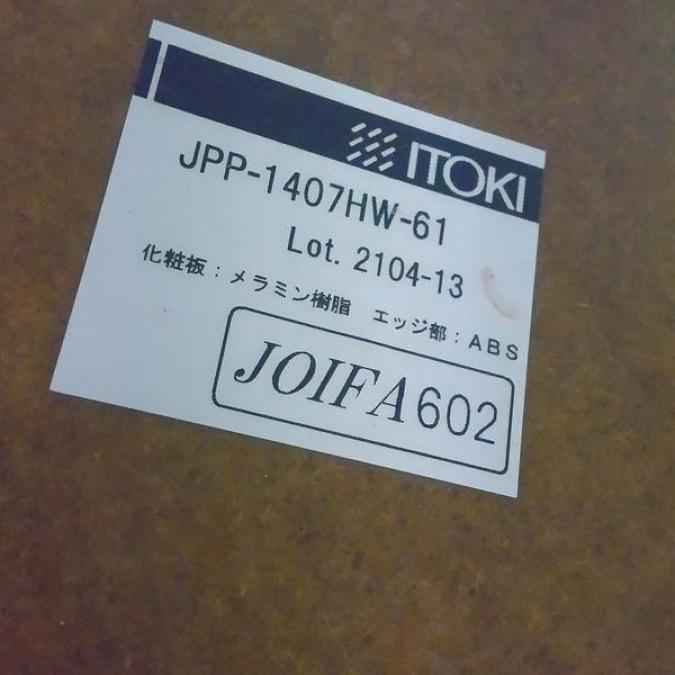 ITOKI
JPP-1407HW-61
Lot. 2104-13
化粧板：メラミン樹脂　エッジ部：ABS
JOIFA602